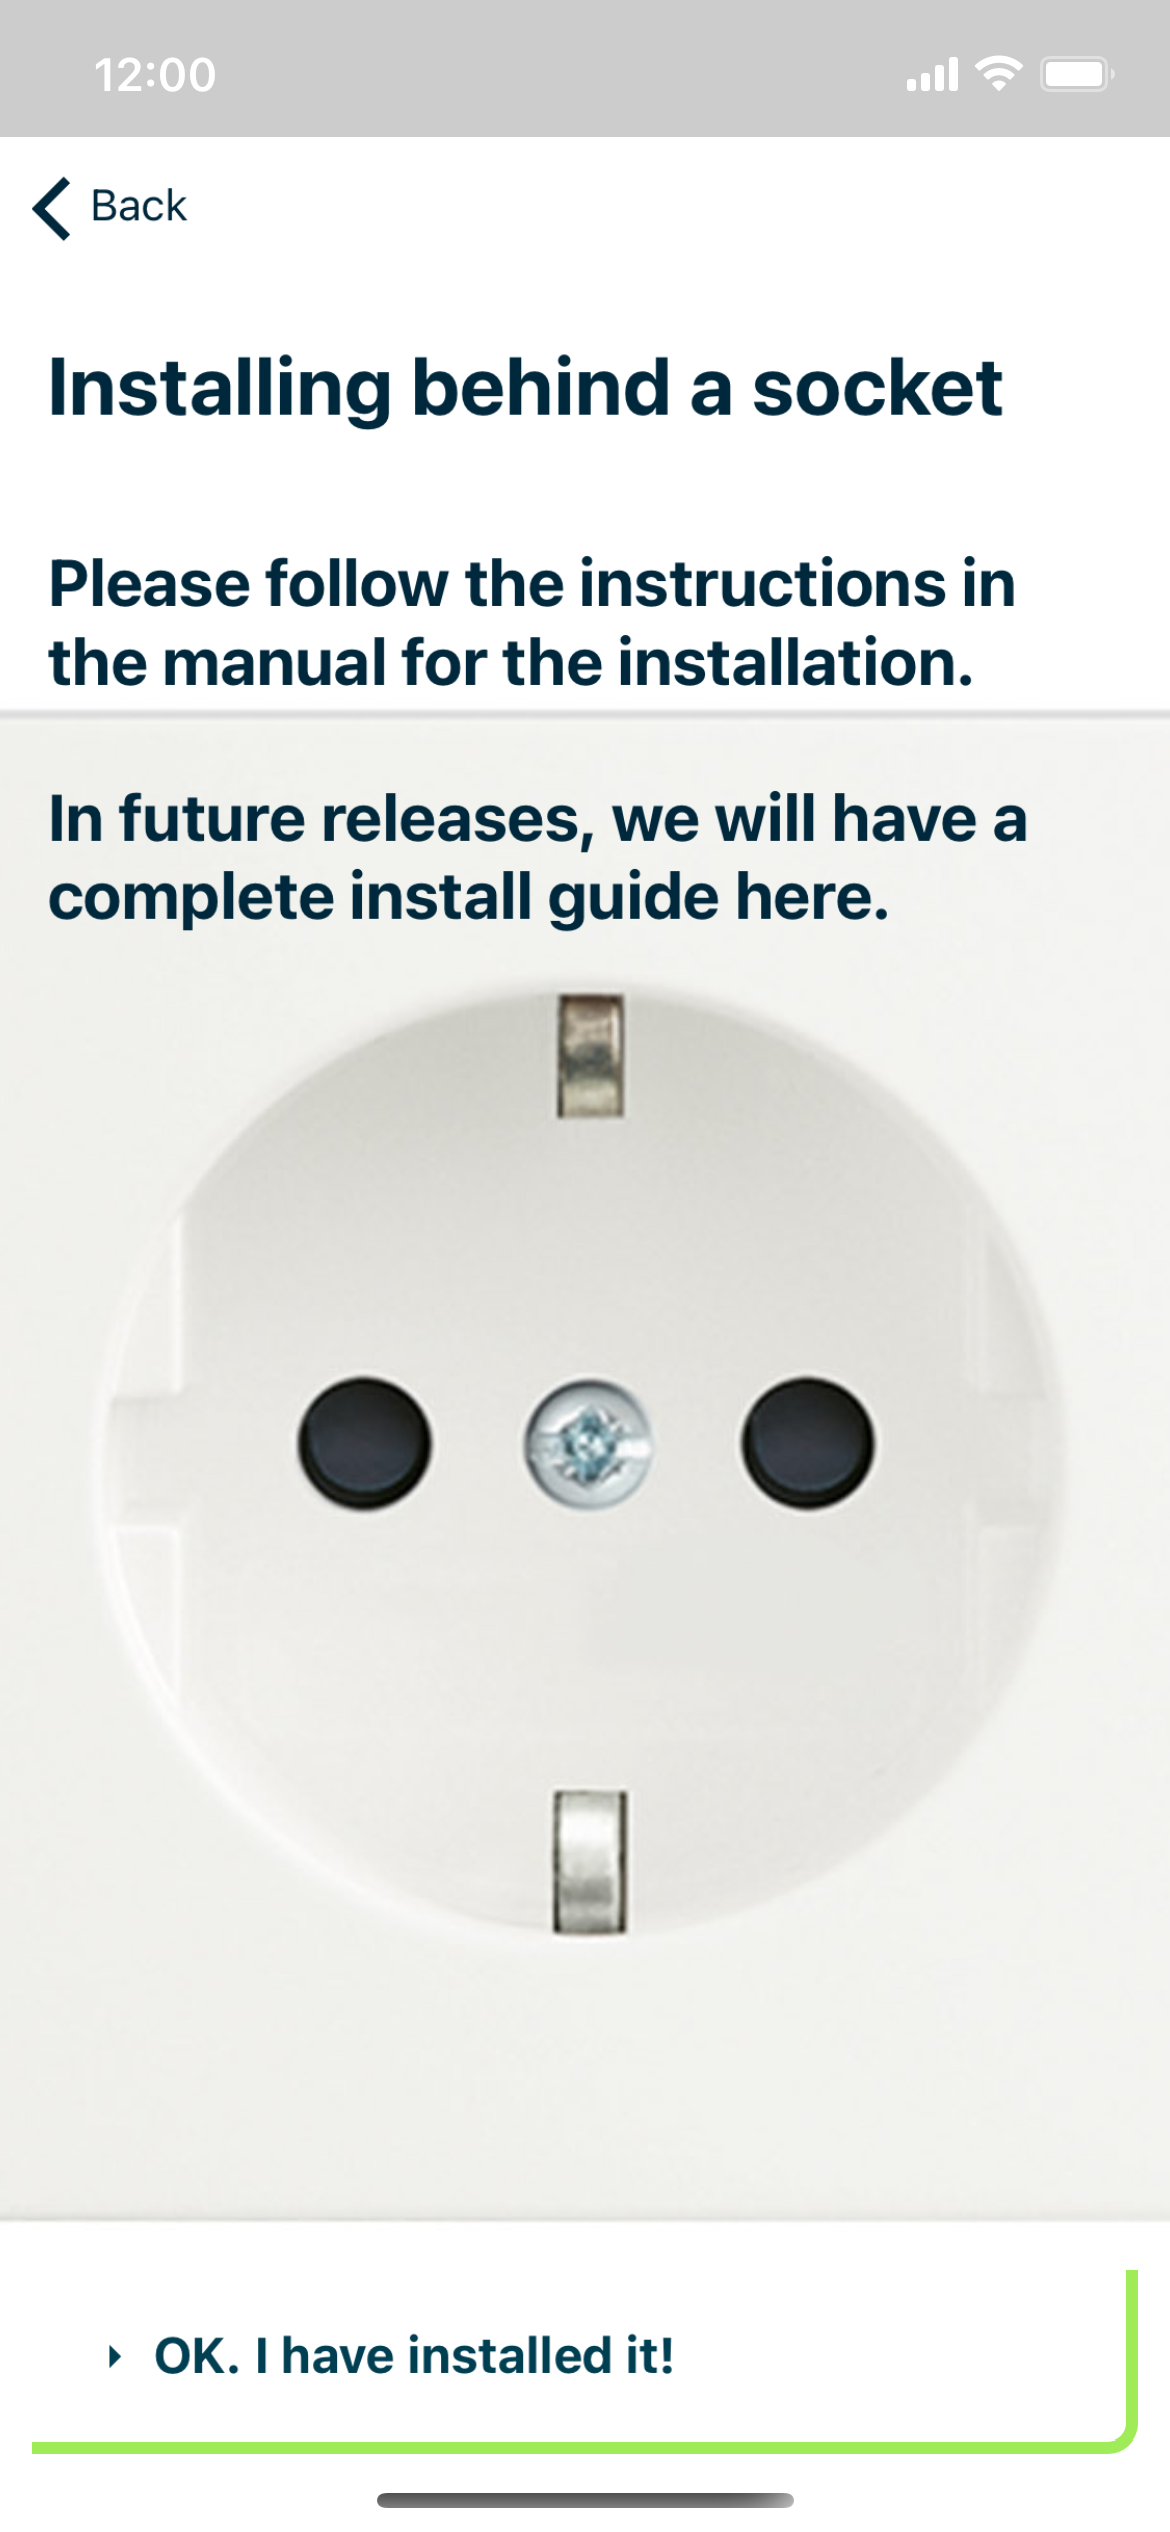 12:00
Back
Installing behind a socket
Please follow the instructions in
the manual for the installation.
In future releases, we will have a
complete install guide here.
OK. I have installed it!